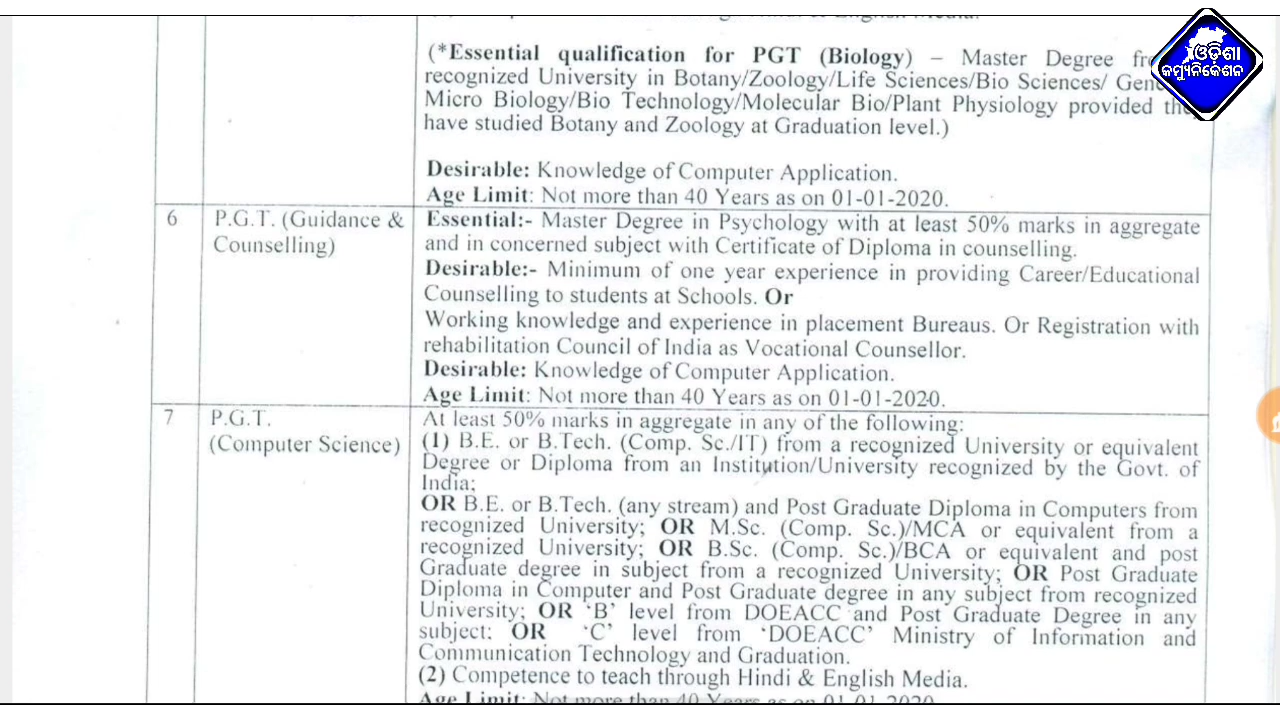 (*Essential qualification for PGT (Biology) – Master Degree
recognized University in Botany/Zoology/Life Sciences/Bio Sciences/
Micro Biology/Bio Technology/Molecular Bio/Plant Physiology provided
have studied Botany and Zoology at Graduation level.)
Desirable: Knowledge of Computer Application.
Age Limit: Not more than 40 Years as on 01-01-2020.
6
P.G.T. (Guidance &
Counselling)
Essential:- Master Degree in Psychology with at least 50% marks in aggregate
and in concerned subject with Certificate of Diploma in counselling.
Desirable:- Minimum of one year experience in providing Career/Educational
Counselling to students at Schools. Or
Working knowledge and experience in placement Bureaus. Or Registration with
rehabilitation Council of India as Vocational Counsellor.
Desirable: Knowledge of Computer Application.
Age Limit: Not more than 40 Years as on 01-01-2020.
7
P.G.T.
(Computer Science)
At least 50% marks in aggregate in any of the following:
(1) B.E. or B.Tech. (Comp. Sc./IT) from a recognized University or equivalent
Degree or Diploma from an Institution/University recognized by the Govt. of
India;
OR B.E. or B.Tech. (any stream) and Post Graduate Diploma in Computers from
recognized University; OR M.Sc. (Comp. Sc.)/MCA or equivalent from a
recognized University; OR B.Sc. (Comp. Sc.)/BCA or equivalent and post
Graduate degree in subject from a recognized University; OR Post Graduate
Diploma in Computer and Post Graduate degree in any subject from recognized
University; OR ‘B’ level from DOEACC and Post Graduate Degree in any
subject: OR ‘C’ level from ‘DOEACC’ Ministry of Information and
Communication Technology and Graduation.
(2) Competence to teach through Hindi & English Media.
Age Limit: Not more than 40 Years as on 01-01-2020
ଓଡ଼ିଶା
କମ୍ୟୁନିକେଶନ